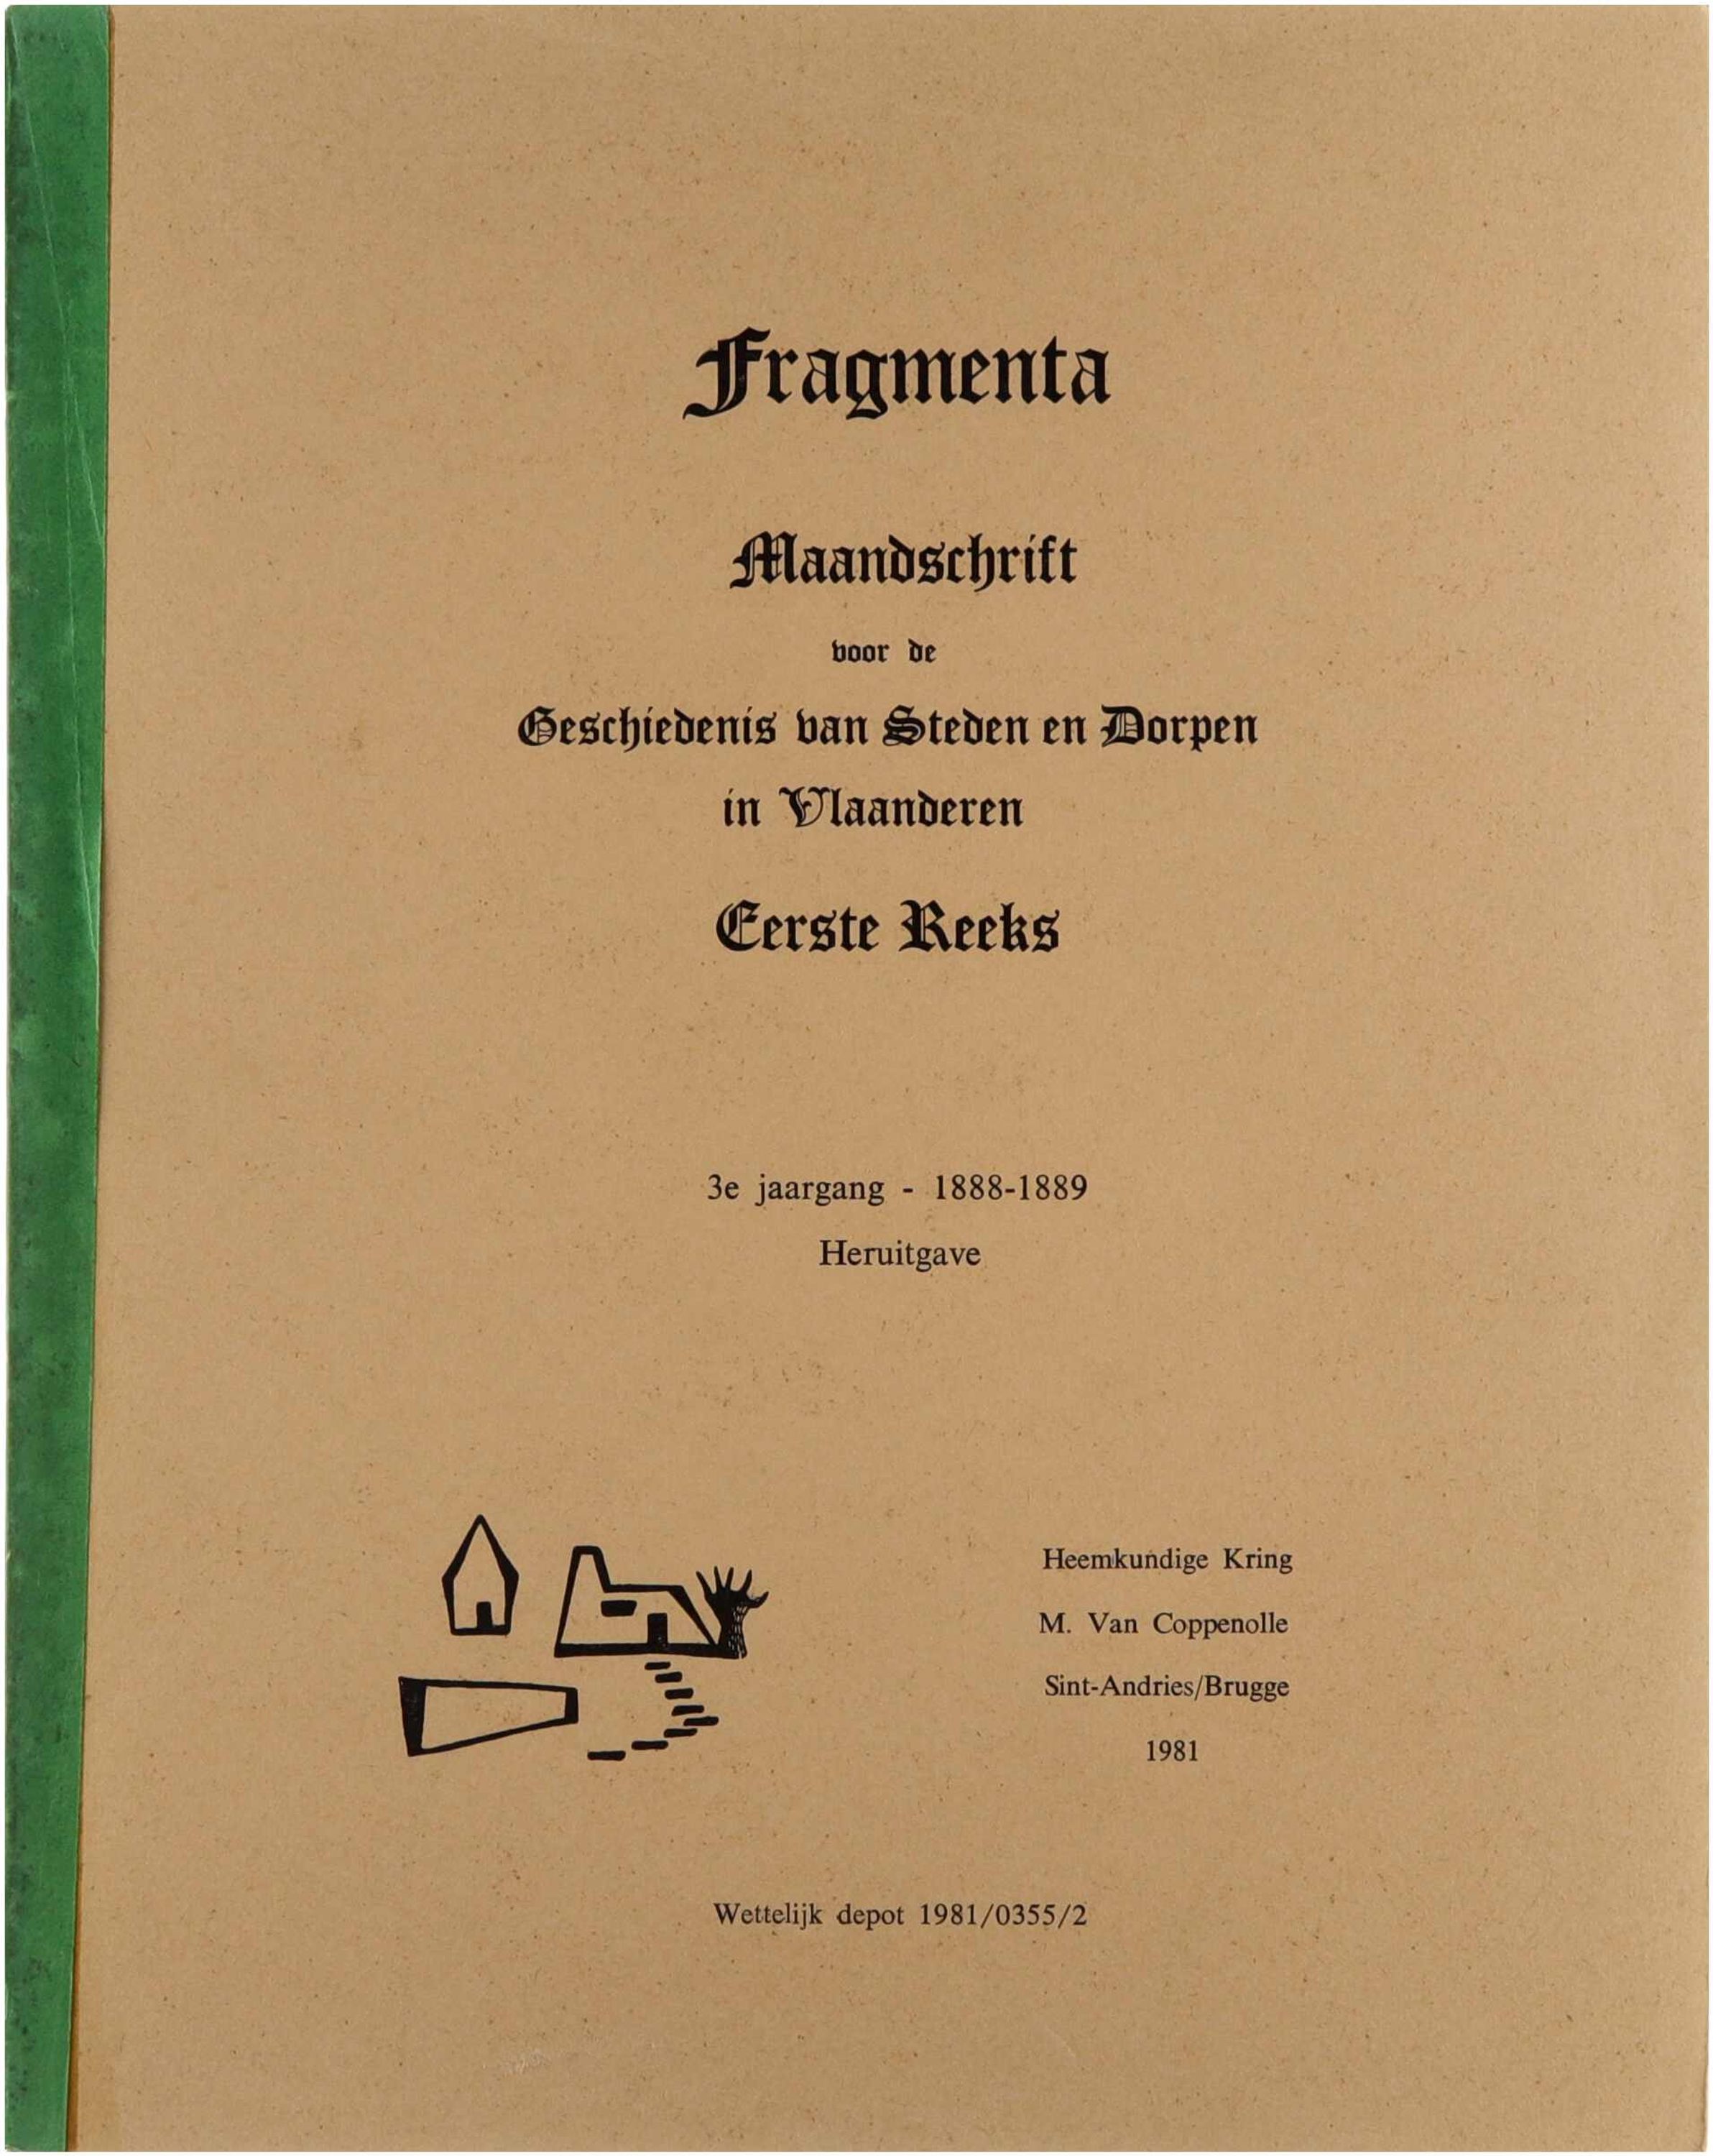 Fragmenta
Maandschrift
voor de
Geschiedenis van Steden en Dorpen
in Vlaanderen
Eerste Reeks
3e jaargang - 1888-1889
Heruitgave
Heemkundige Kring
M. Van Coppenolle
Sint-Andries/Brugge
1981
Wettelijk depot 1981/0355/2